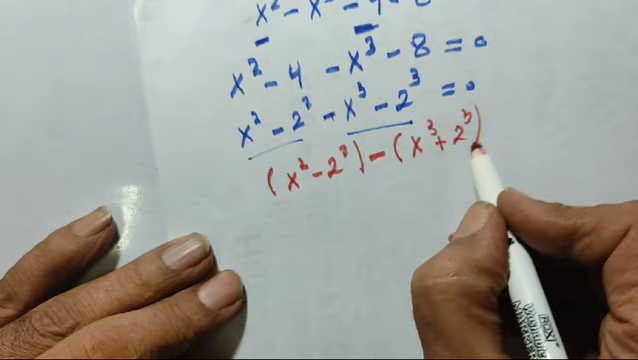 x² - 4 - x³ - 8 = 0
x² - 2² - x³ - 2³ = 0
(x² - 2²) - (x³ + 2³)